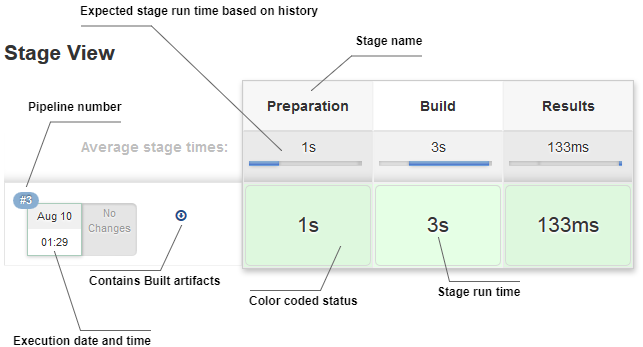 Expected stage run time based on history
Stage name
Stage View
Pipeline number
Preparation Build Results
Average stage times: 1s 3s 133ms
#3
Aug 10 No Changes
01:29
1s 3s 133ms
Contains Built artifacts
Color coded status
Stage run time
Execution date and time